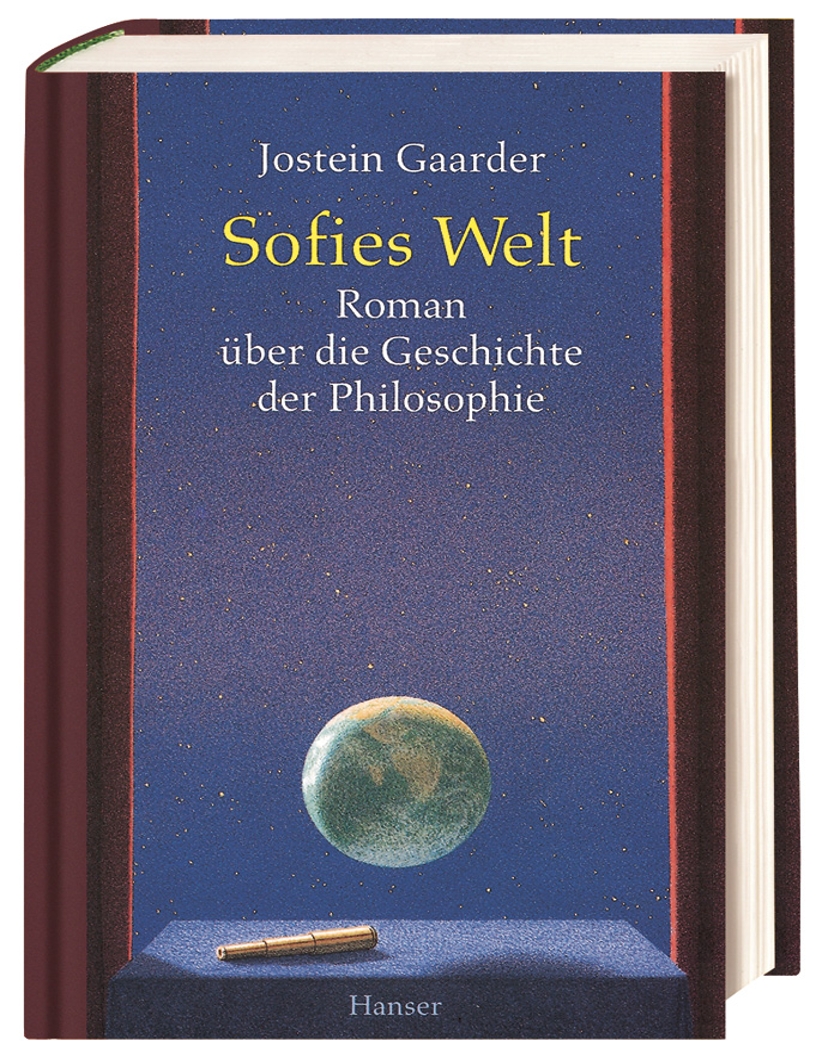 Jostein Gaarder
Sofies Welt
Roman
über die Geschichte
der Philosophie
Hanser